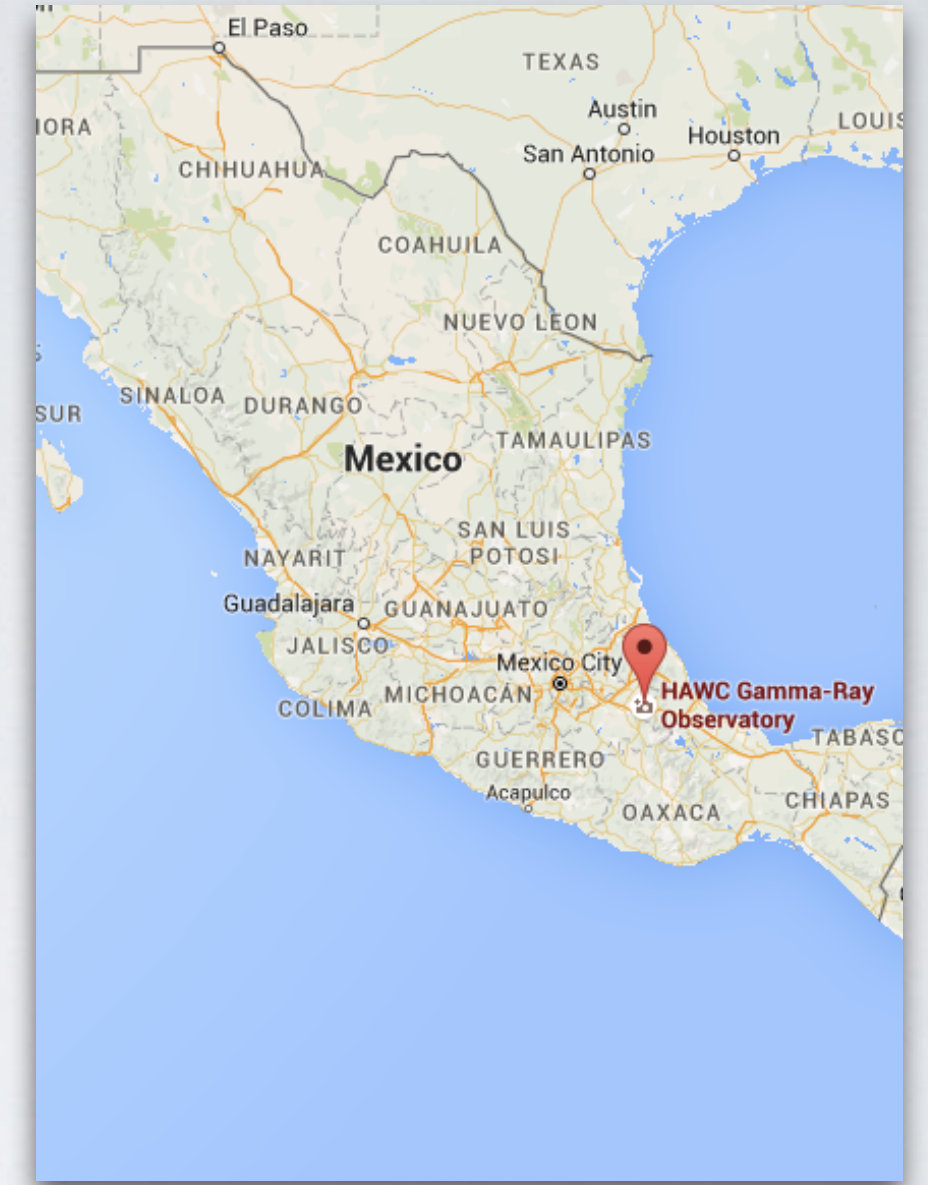 El Paso
TEXAS
Austin
Houston
LOUIS
IORA
San Antonio
CHIHUAHUA
COAHUILA
NUEVO LEON
SINALOA
DURANGO
SUR
TAMAULIPAS
Mexico
SAN LUIS
POTOSI
NAYARIT
Guadalajara
GUANAJUATO
JALISCO
Mexico City
MICHOACÁN
HAWC Gamma-Ray
Observatory
COLIMA
TABASC
GUERRERO
Acapulco
CHIAPAS
OAXACA